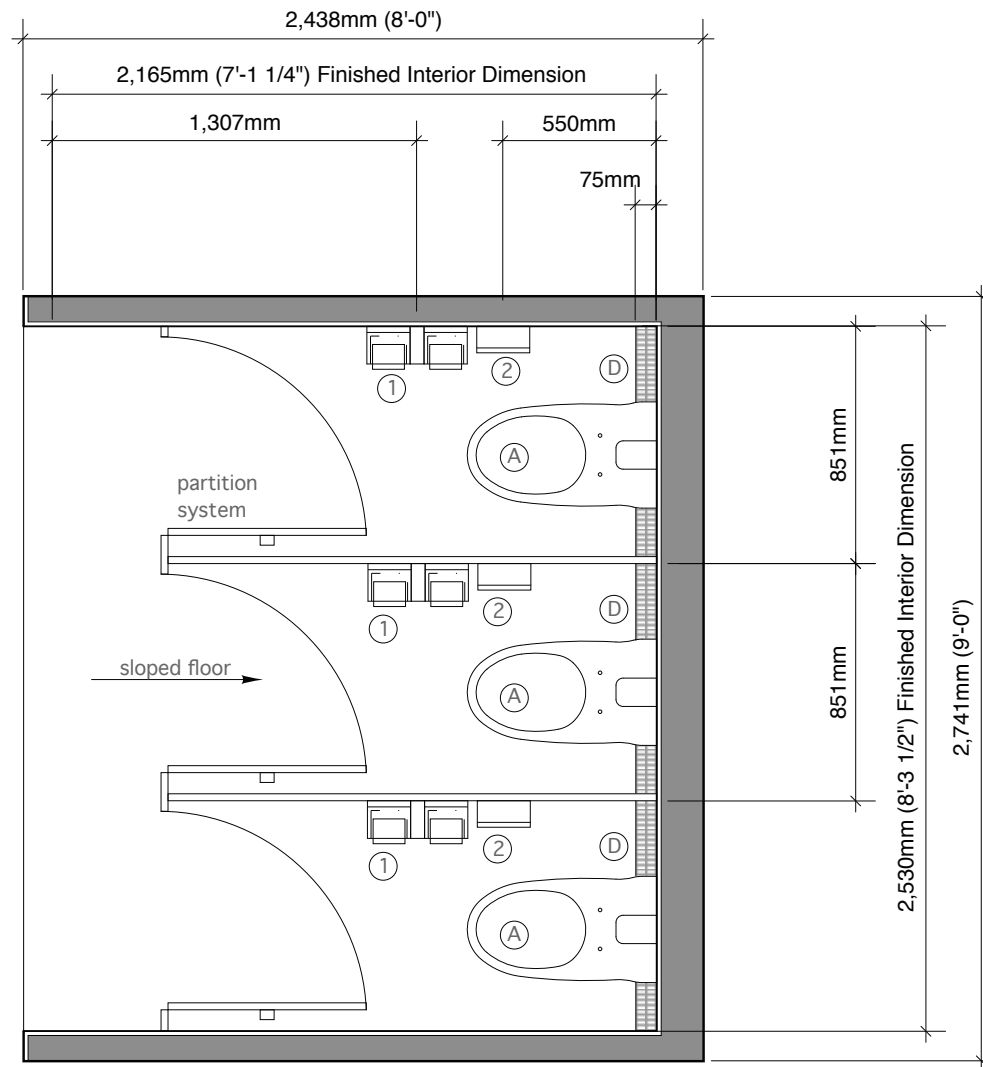 2,438mm (8'-0")
2,165mm (7'-1 1/4") Finished Interior Dimension
1,307mm
550mm
75mm
1
2
D
A
851mm
partition
system
2,530mm (8'-3 1/2") Finished Interior Dimension
2,741mm (9'-0")
1
2
D
sloped floor
A
851mm
1
2
D
A